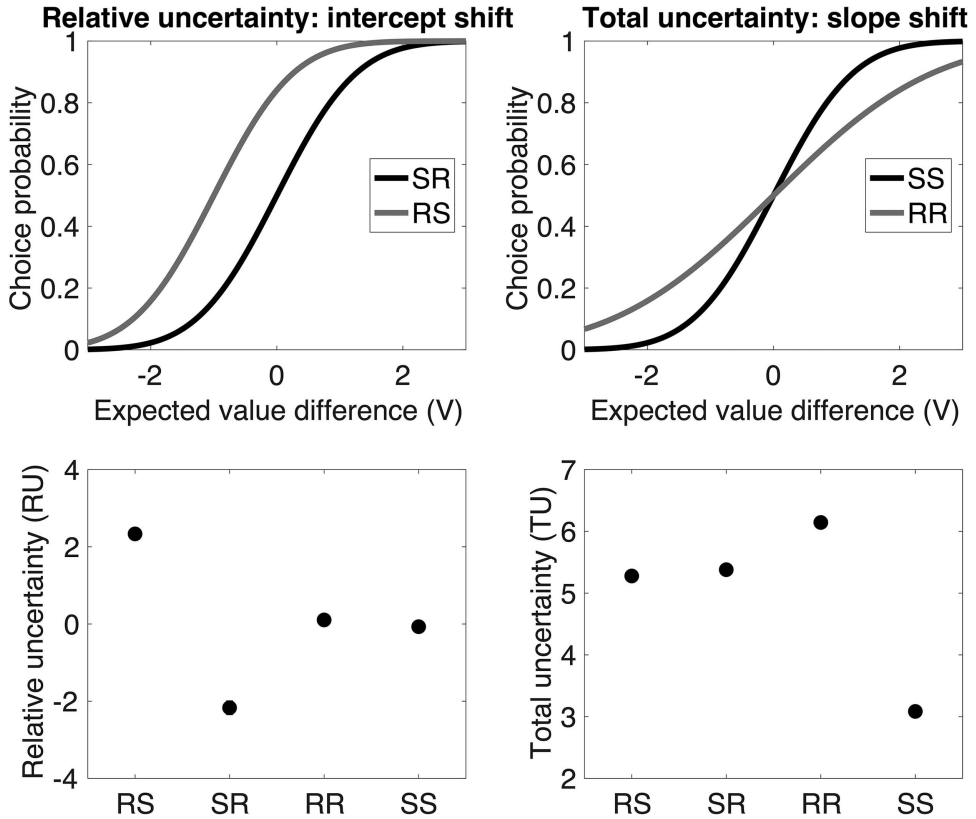 Relative uncertainty: intercept shift
1
0.8
0.6
0.4
0.2
0
Choice probability
SR
RS
-2 0 2
Expected value difference (V)
Total uncertainty: slope shift
1
0.8
0.6
0.4
0.2
0
Choice probability
SS
RR
-2 0 2
Expected value difference (V)
4
2
0
-2
-4
Relative uncertainty (RU)
RS SR RR SS
7
6
5
4
3
2
Total uncertainty (TU)
RS SR RR SS